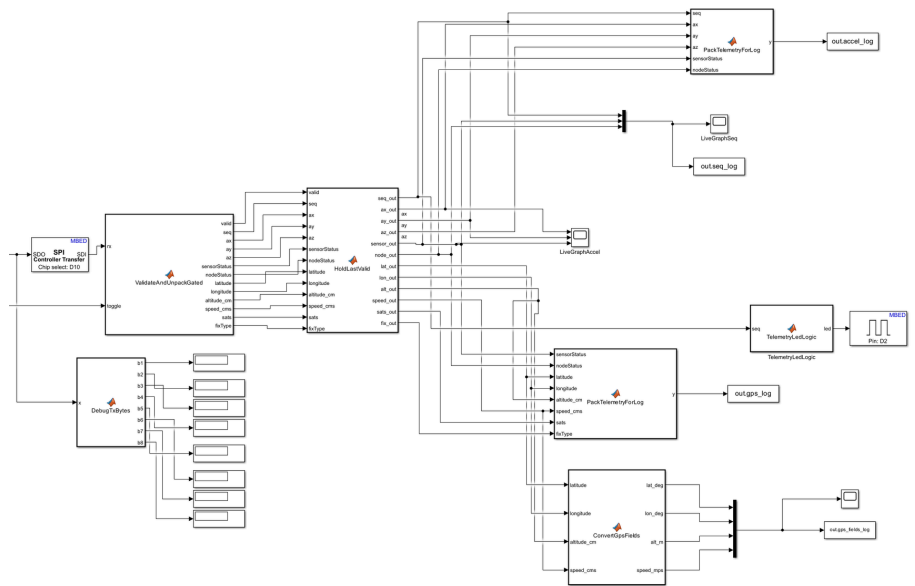 seq
ax
ay
az
sensorStatus
nodeStatus
PackTelemetryForLog
y
out.accel_log
LiveGraphSeq
out.seq_log
MBED
SDO
SPI
SDI
Controller Transfer
Chip select: D10
rx
toggle
ValidateAndUnpackGated
valid
seq
ax
ay
az
sensorStatus
nodeStatus
latitude
longitude
altitude_cm
speed_cms
sats
fixType
valid
seq
ax
ay
az
sensorStatus
nodeStatus
latitude
longitude
altitude_cm
speed_cms
sats
fixType
HoldLastValid
seq_out
ax_out
ay_out
az_out
sensor_out
node_out
lat_out
lon_out
alt_out
speed_out
sats_out
fix_out
ax
ay
az
LiveGraphAccel
seq
TelemetryLedLogic
led
TelemetryLedLogic
MBED
Pin: D2
x
DebugTxBytes
b1
b2
b3
b4
b5
b6
b7
b8
sensorStatus
nodeStatus
latitude
longitude
altitude_cm
speed_cms
sats
fixType
PackTelemetryForLog
y
out.gps_log
latitude
longitude
altitude_cm
speed_cms
ConvertGpsFields
lat_deg
lon_deg
alt_m
speed_mps
out.gps_fields_log